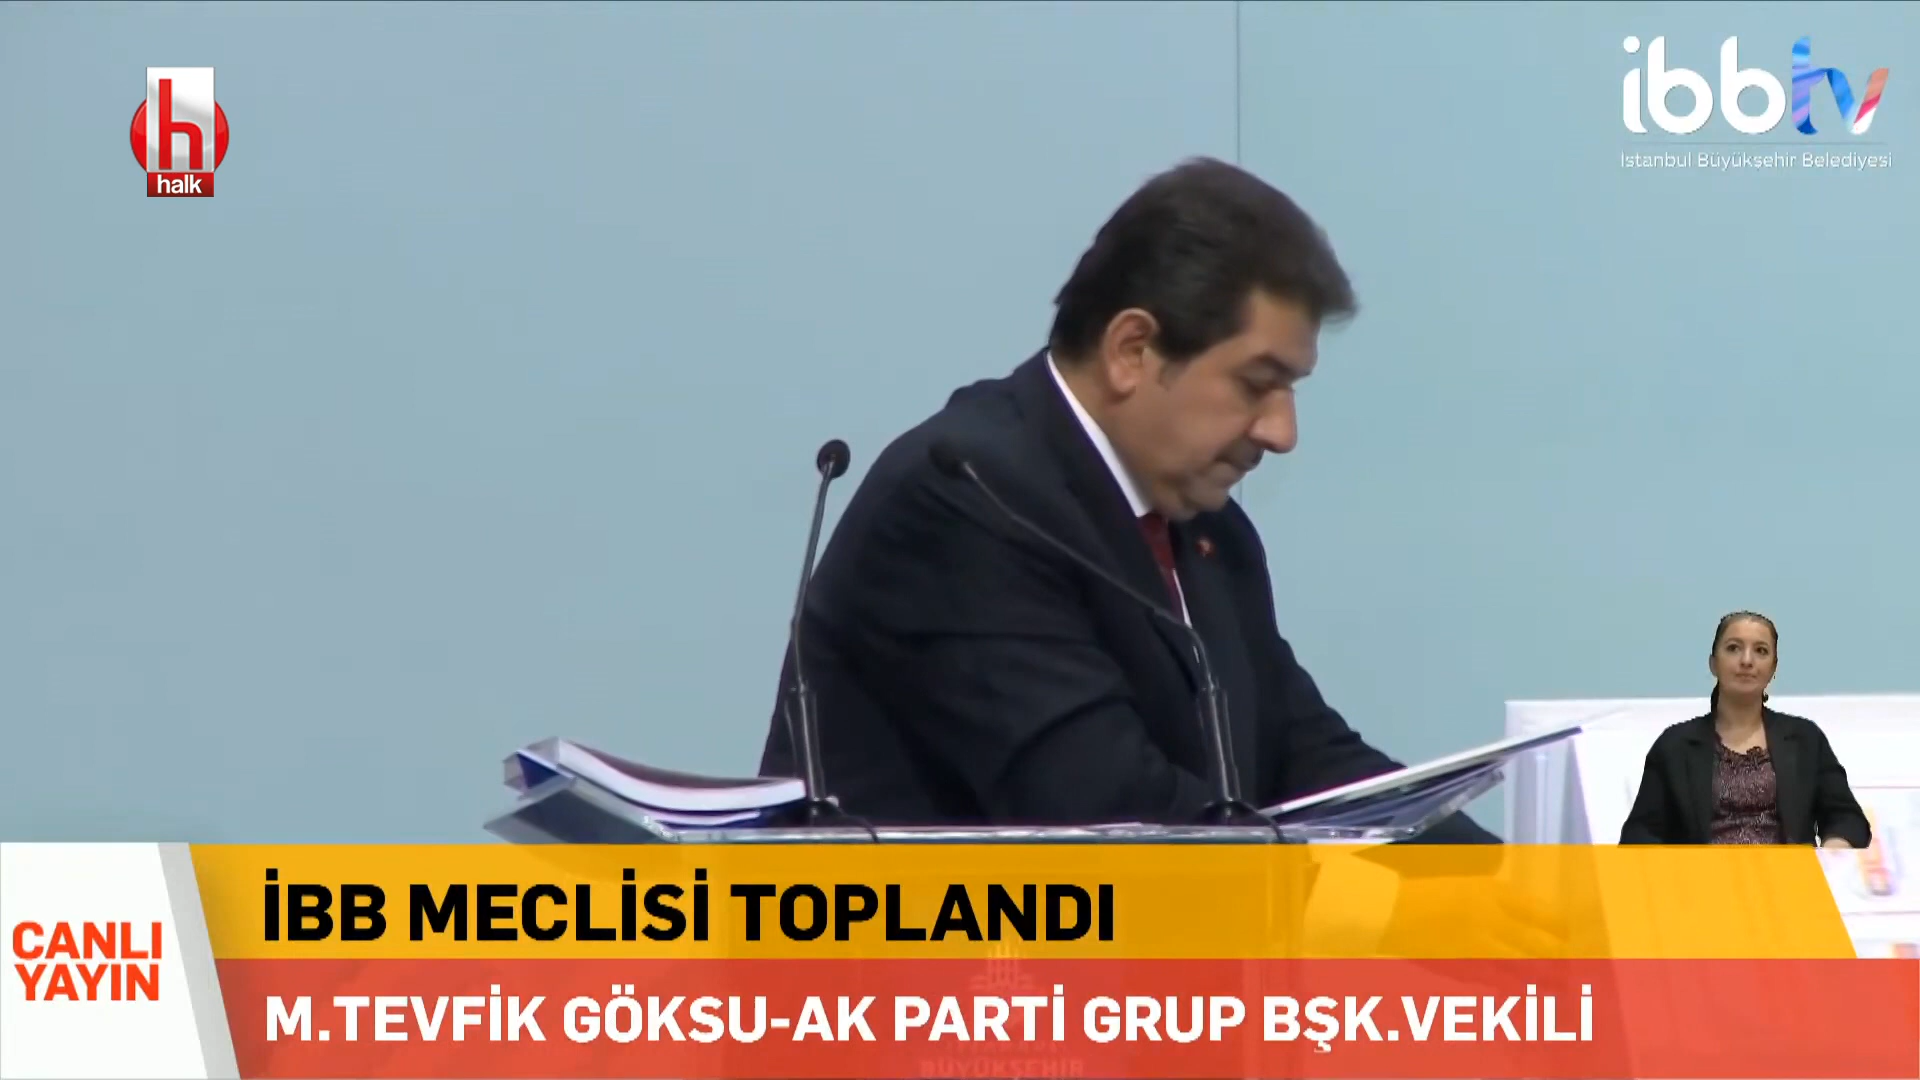 h
halk
ibbtv
İstanbul Büyükşehir Belediyesi
CANLI
YAYIN
İBB MECLİSİ TOPLANDI
M.TEVFİK GÖKSU-AK PARTİ GRUP BŞK.VEKİLİ
BÜYÜKŞEHİR